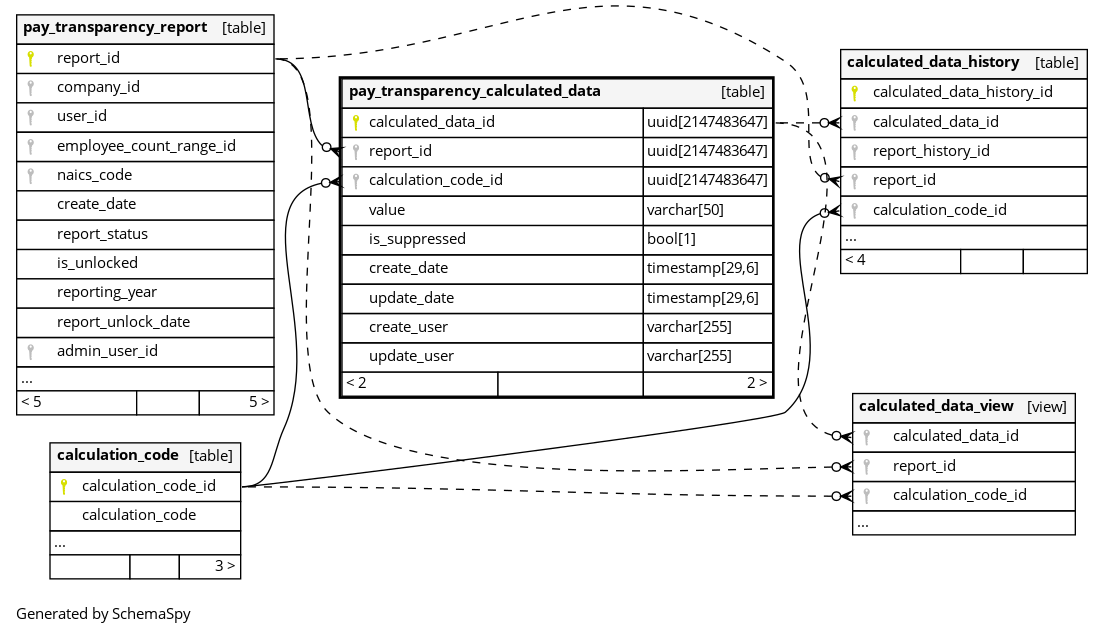 pay_transparency_report [table]
report_id
company_id
user_id
employee_count_range_id
naics_code
create_date
report_status
is_unlocked
reporting_year
report_unlock_date
admin_user_id
...
< 5 5 >
calculation_code [table]
calculation_code_id
calculation_code
...
3 >
pay_transparency_calculated_data [table]
calculated_data_id uuid[2147483647]
report_id uuid[2147483647]
calculation_code_id uuid[2147483647]
value varchar[50]
is_suppressed bool[1]
create_date timestamp[29,6]
update_date timestamp[29,6]
create_user varchar[255]
update_user varchar[255]
< 2 2 >
calculated_data_history [table]
calculated_data_history_id
calculated_data_id
report_history_id
report_id
calculation_code_id
...
< 4
calculated_data_view [view]
calculated_data_id
report_id
calculation_code_id
...
Generated by SchemaSpy